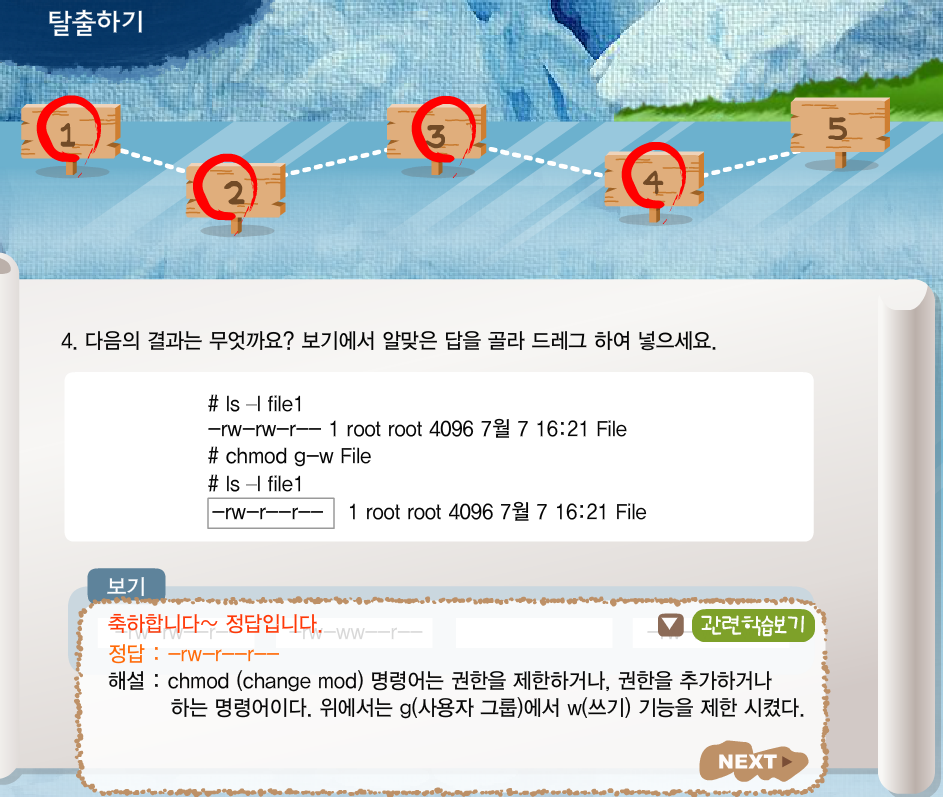 탈출하기
1
2
3
4
5
4. 다음의 결과는 무엇까요? 보기에서 알맞은 답을 골라 드레그 하여 넣으세요.
# ls -l file1
-rw-rw-r-- 1 root root 4096 7월 7 16:21 File
# chmod g-w File
# ls -l file1
-rw-r--r-- 1 root root 4096 7월 7 16:21 File
보기
축하합니다~ 정답입니다.
관련학습보기
정답 : -rw-r--r--
해설 : chmod (change mod) 명령어는 권한을 제한하거나, 권한을 추가하거나
하는 명령어이다. 위에서는 g(사용자 그룹)에서 w(쓰기) 기능을 제한 시켰다.
NEXT